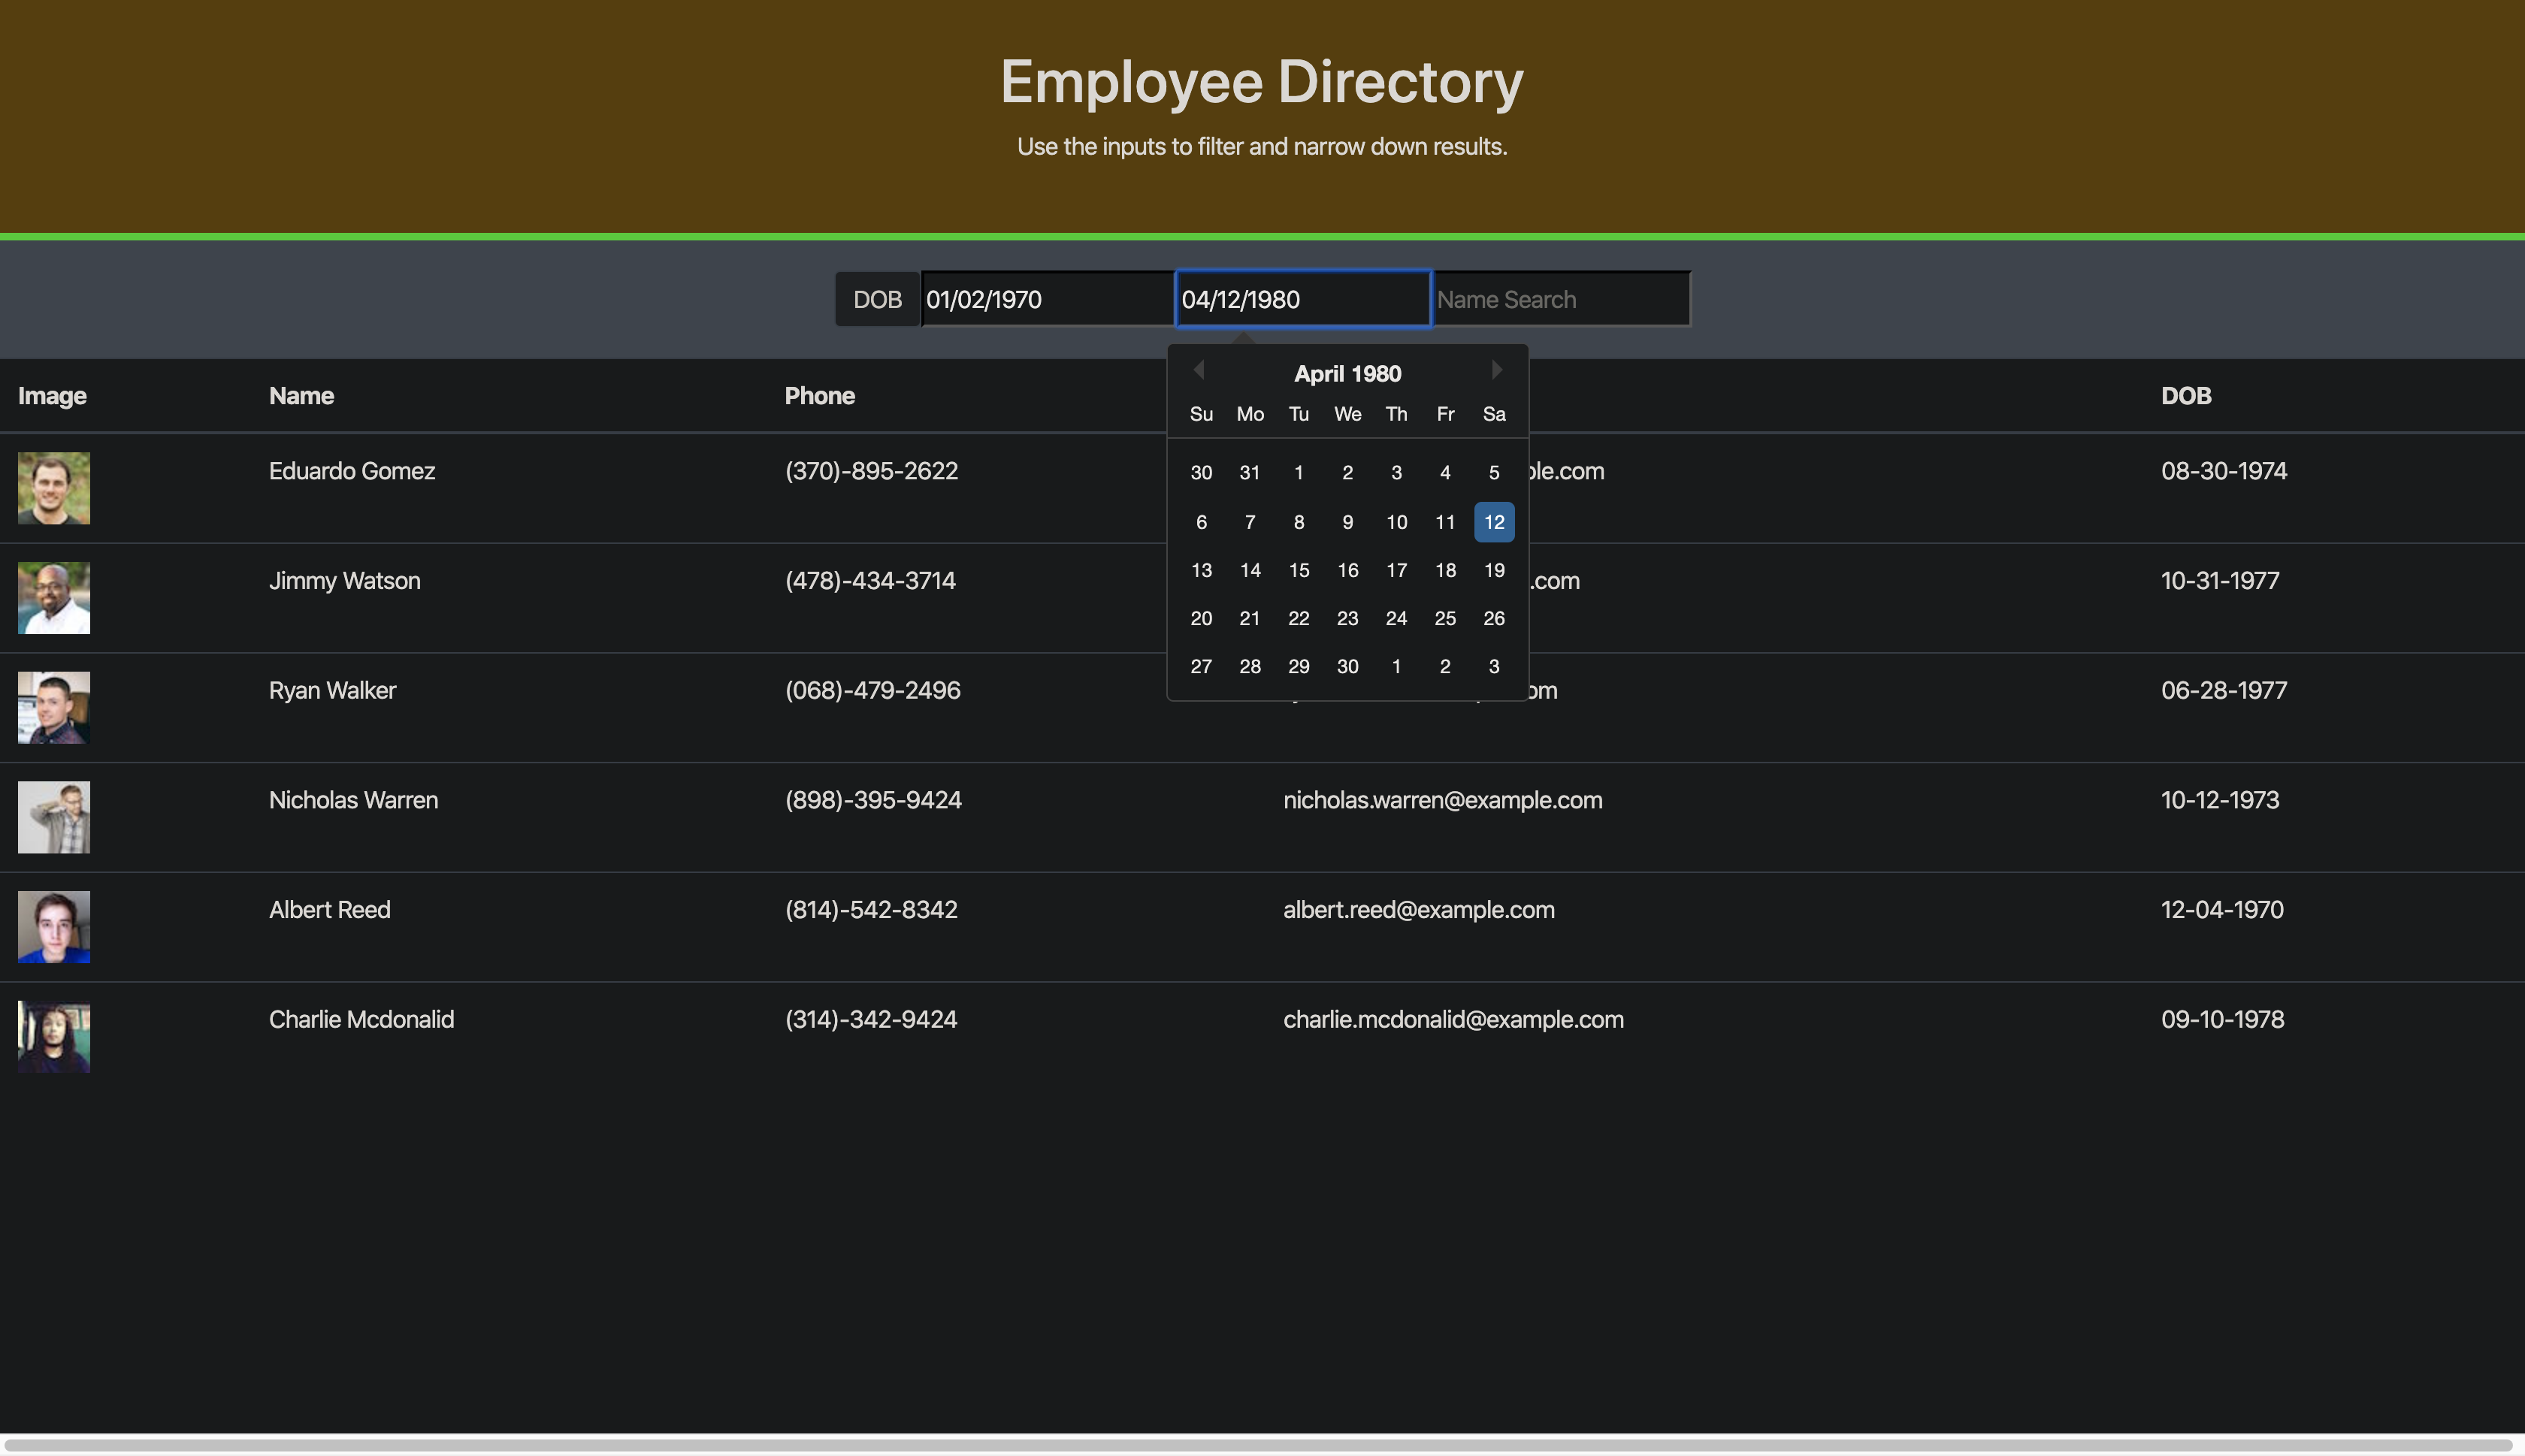 Employee Directory
Use the inputs to filter and narrow down results.
DOB 01/02/1970 04/12/1980 Name Search
April 1980
Su Mo Tu We Th Fr Sa
30 31 1 2 3 4 5
6 7 8 9 10 11 12
13 14 15 16 17 18 19
20 21 22 23 24 25 26
27 28 29 30 1 2 3
Image Name Phone DOB
Eduardo Gomez (370)-895-2622 ple.com 08-30-1974
Jimmy Watson (478)-434-3714 .com 10-31-1977
Ryan Walker (068)-479-2496 om 06-28-1977
Nicholas Warren (898)-395-9424 nicholas.warren@example.com 10-12-1973
Albert Reed (814)-542-8342 albert.reed@example.com 12-04-1970
Charlie Mcdonalid (314)-342-9424 charlie.mcdonalid@example.com 09-10-1978